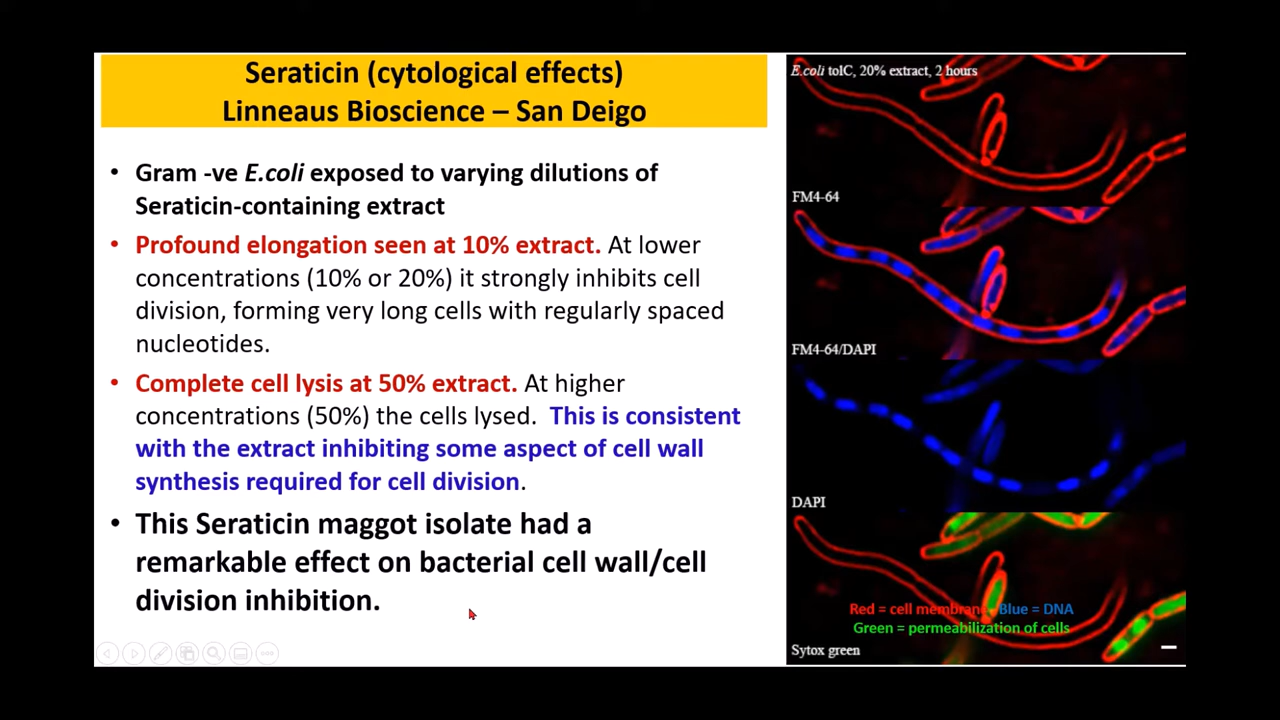 Seraticin (cytological effects)
Linneaus Bioscience – San Deigo
• Gram -ve E.coli exposed to varying dilutions of
Seraticin-containing extract
• Profound elongation seen at 10% extract. At lower
concentrations (10% or 20%) it strongly inhibits cell
division, forming very long cells with regularly spaced
nucleotides.
• Complete cell lysis at 50% extract. At higher
concentrations (50%) the cells lysed. This is consistent
with the extract inhibiting some aspect of cell wall
synthesis required for cell division.
• This Seraticin maggot isolate had a
remarkable effect on bacterial cell wall/cell
division inhibition.
E.coli tolC, 20% extract, 2 hours
FM4-64
FM4-64/DAPI
DAPI
Red = cell membrane Blue = DNA
Green = permeabilization of cells
Sytox green